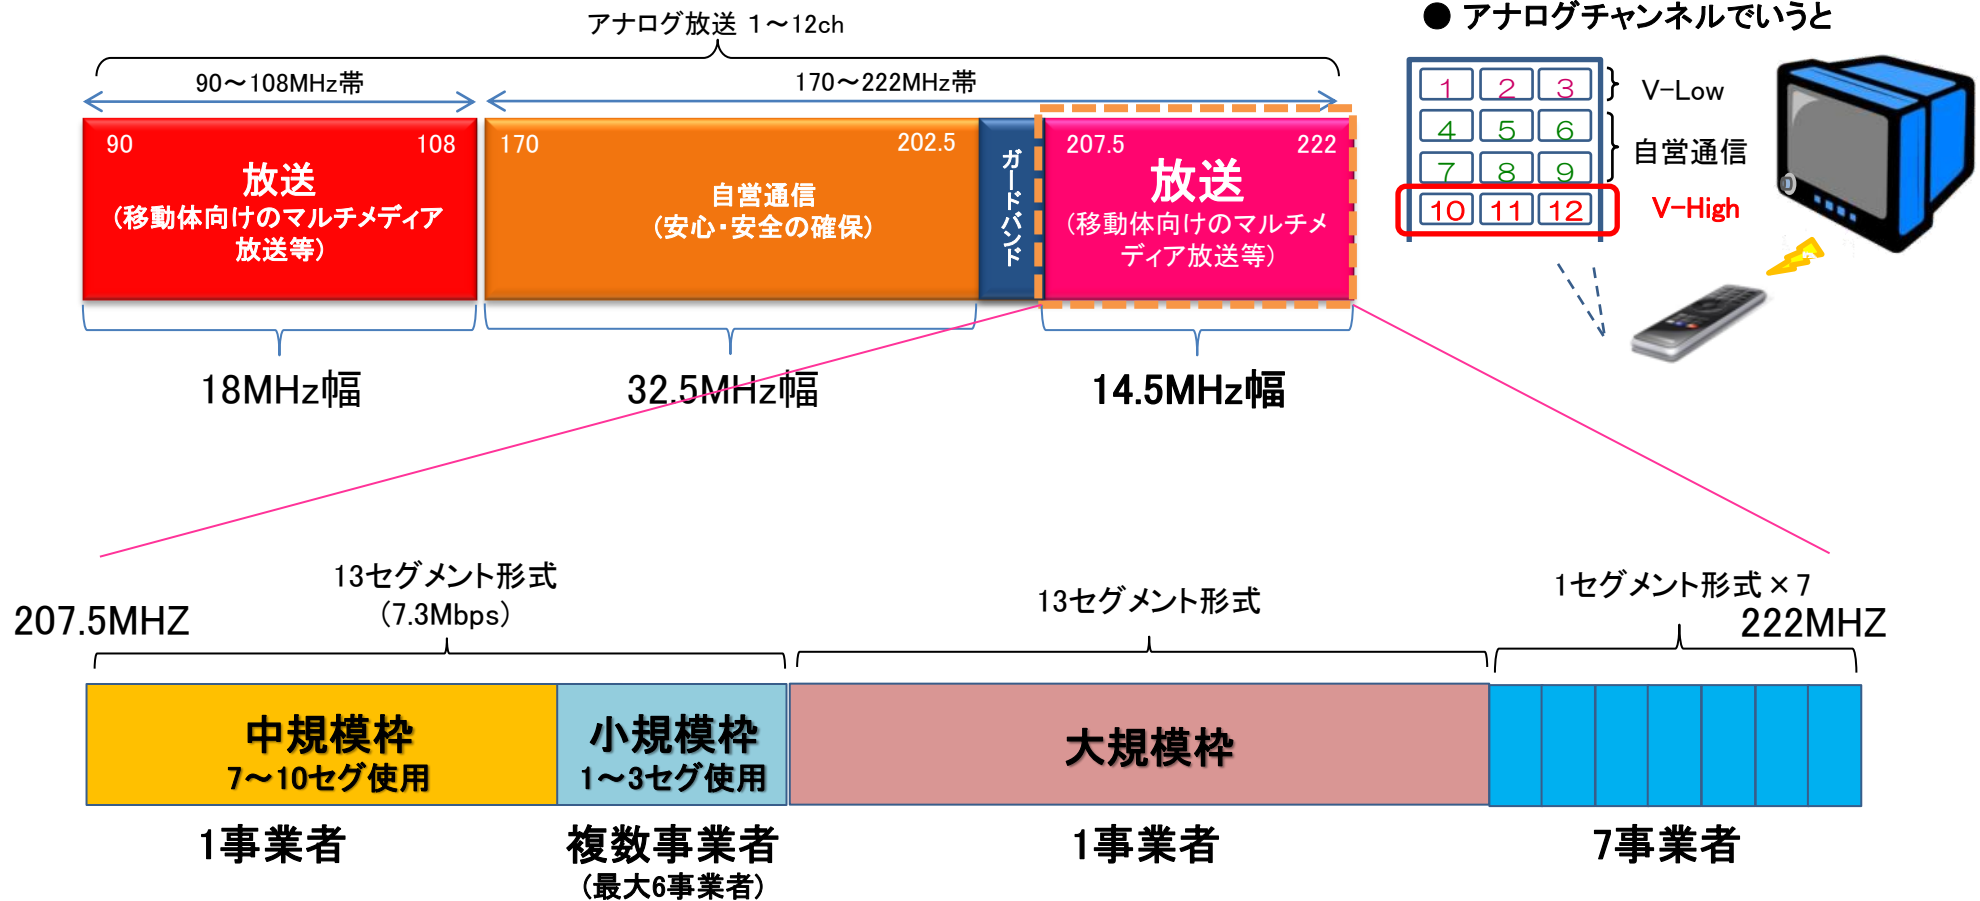 アナログ放送 1～12ch
90～108MHz帯
170～222MHz帯
90
108
放送
(移動体向けのマルチメディア
放送等)
170
202.5
自営通信
(安心・安全の確保)
ガードバンド
207.5
222
放送
(移動体向けのマルチメ
ディア放送等)
18MHz幅
32.5MHz幅
14.5MHz幅
● アナログチャンネルでいうと
1 2 3
V-Low
4 5 6
7 8 9
自営通信
10 11 12
V-High
13セグメント形式
(7.3Mbps)
13セグメント形式
1セグメント形式×7
207.5MHZ
222MHZ
中規模枠
7～10セグ使用
小規模枠
1～3セグ使用
大規模枠
1事業者
複数事業者
(最大6事業者)
1事業者
7事業者